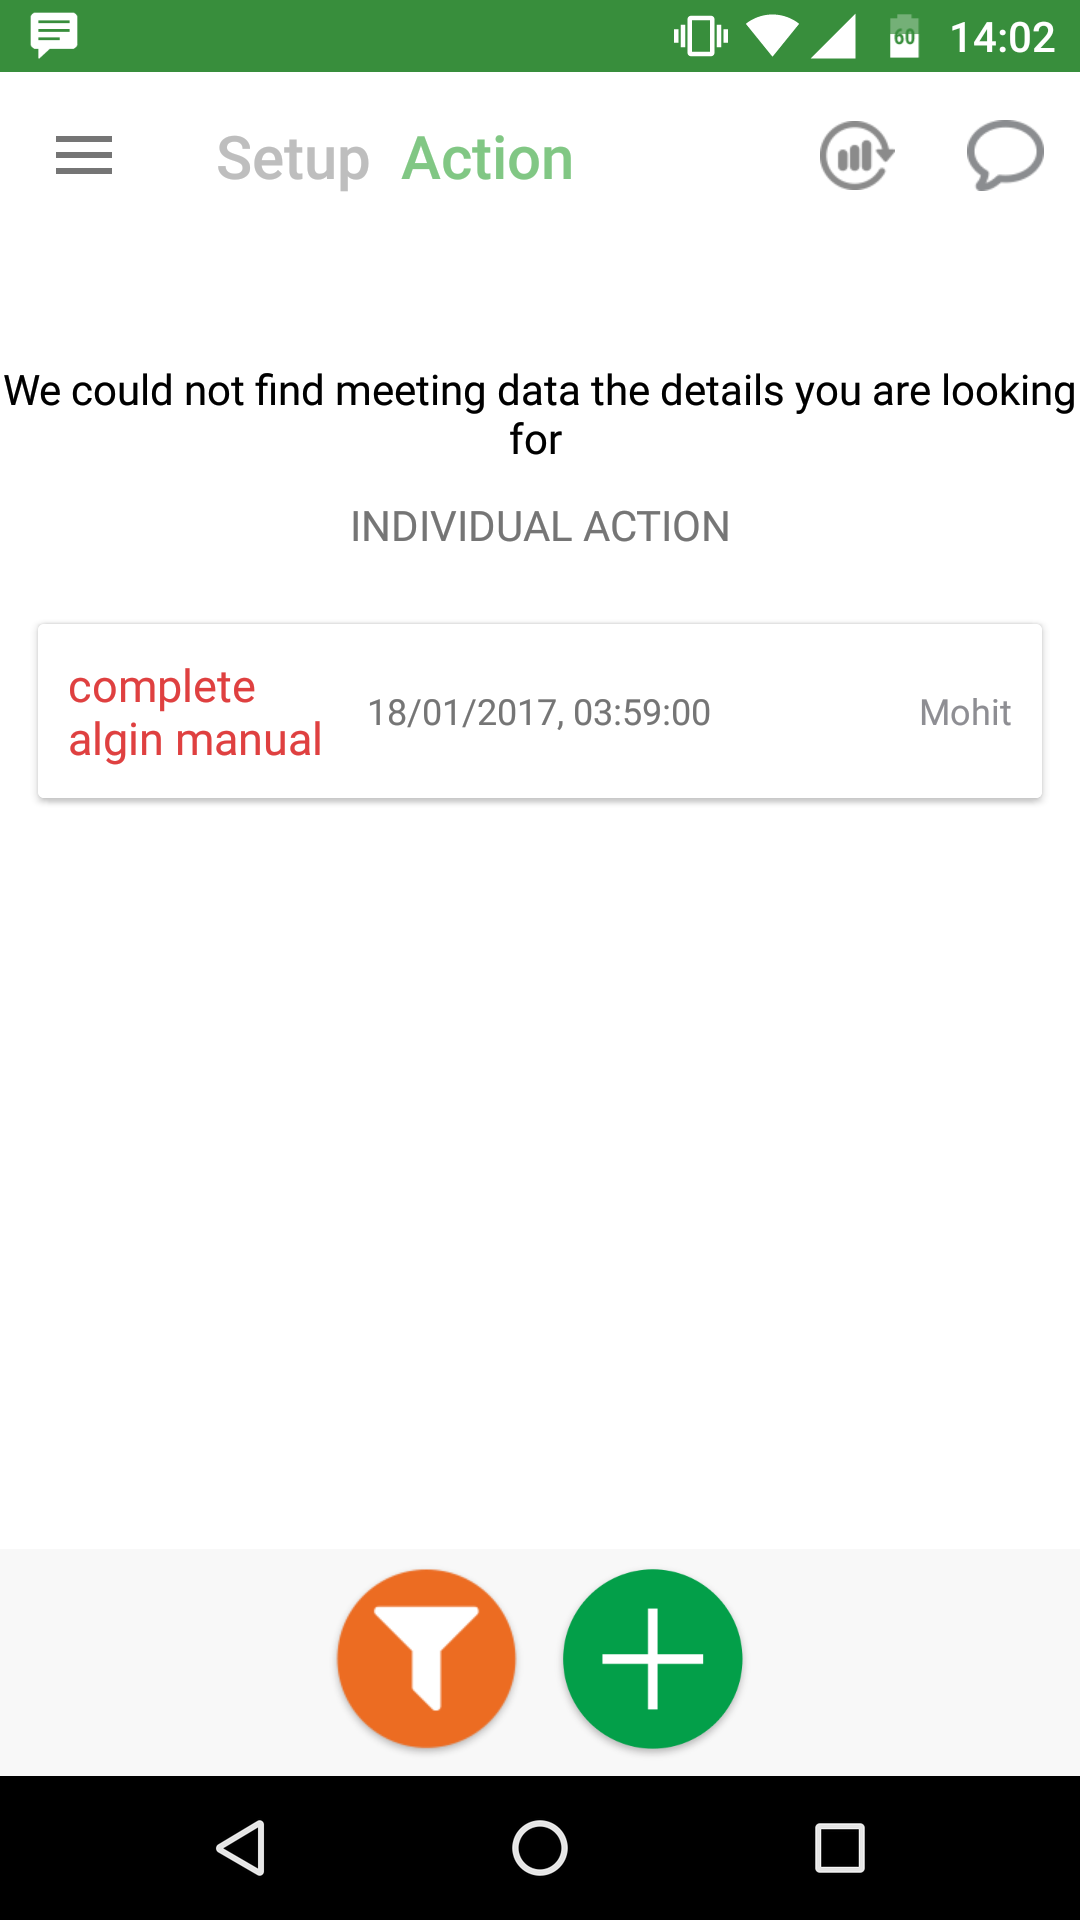 60 14:02
Setup Action
We could not find meeting data the details you are looking
for
INDIVIDUAL ACTION
complete
algin manual
18/01/2017, 03:59:00
Mohit